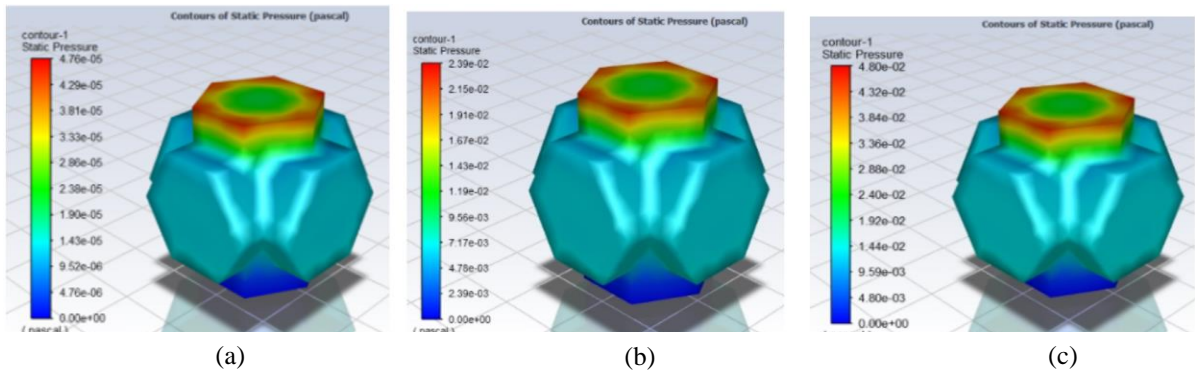 Contours of Static Pressure (pascal)
contour-1
Static Pressure
4.76e-05
4.29e-05
3.81e-05
3.33e-05
2.86e-05
2.38e-05
1.90e-05
1.43e-05
9.52e-06
4.76e-06
0.00e+00
(a)
Contours of Static Pressure (pascal)
contour-1
Static Pressure
2.39e-02
2.15e-02
1.91e-02
1.67e-02
1.43e-02
1.20e-02
9.56e-03
7.17e-03
4.78e-03
2.39e-03
0.00e+00
(b)
Contours of Static Pressure (pascal)
contour-1
Static Pressure
4.80e-02
4.32e-02
3.84e-02
3.36e-02
2.88e-02
2.40e-02
1.92e-02
1.44e-02
9.59e-03
4.80e-03
0.00e+00
(c)